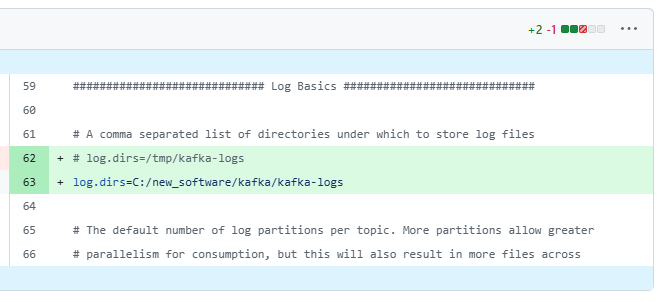 +2 -1
59 ############################# Log Basics #############################
60
61 # A comma separated list of directories under which to store log files
62 + # log.dirs=/tmp/kafka-logs
63 + log.dirs=C:/new_software/kafka/kafka-logs
64
65 # The default number of log partitions per topic. More partitions allow greater
66 # parallelism for consumption, but this will also result in more files across